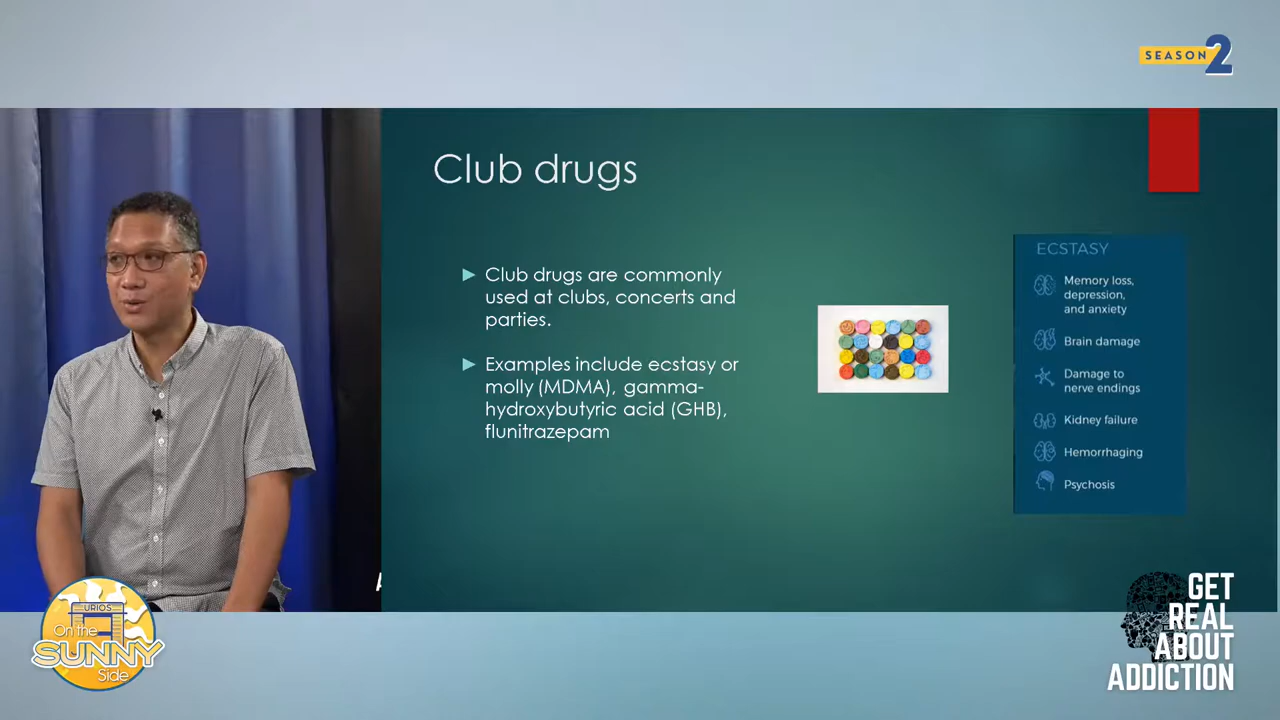 SEASON 2
Club drugs
Club drugs are commonly
used at clubs, concerts and
parties.
Examples include ecstasy or
molly (MDMA), gamma-
hydroxybutyric acid (GHB),
flunitrazepam
ECSTASY
Memory loss,
depression,
and anxiety
Brain damage
Damage to
nerve endings
Kidney failure
Hemorrhaging
Psychosis
URIOS
On the
SUNNY
Side
GET
REAL
ABOUT
ADDICTION